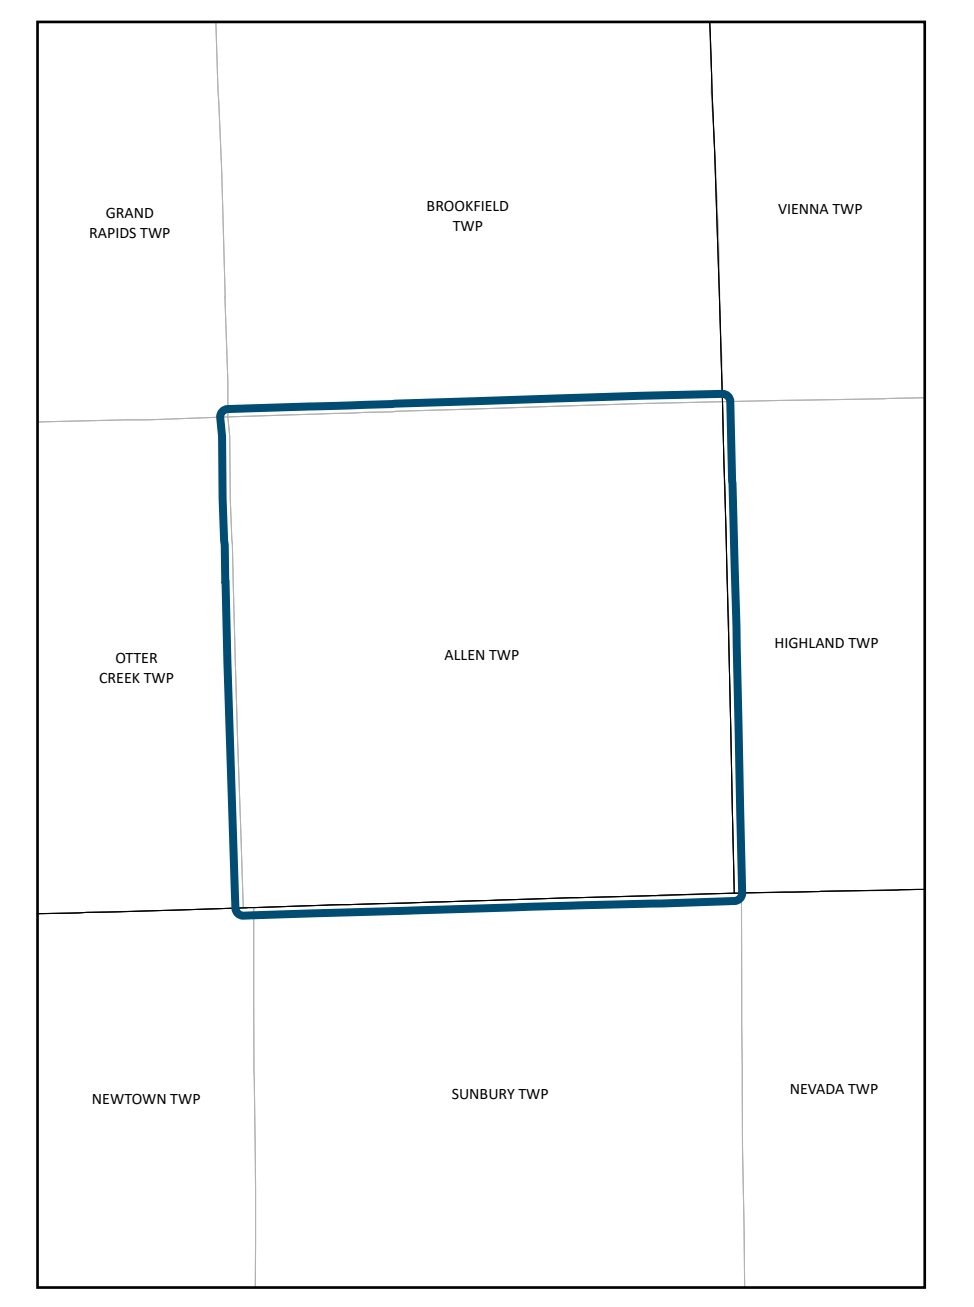 GRAND
RAPIDS TWP
BROOKFIELD
TWP
VIENNA TWP
OTTER
CREEK TWP
ALLEN TWP
HIGHLAND TWP
NEWTOWN TWP
SUNBURY TWP
NEVADA TWP